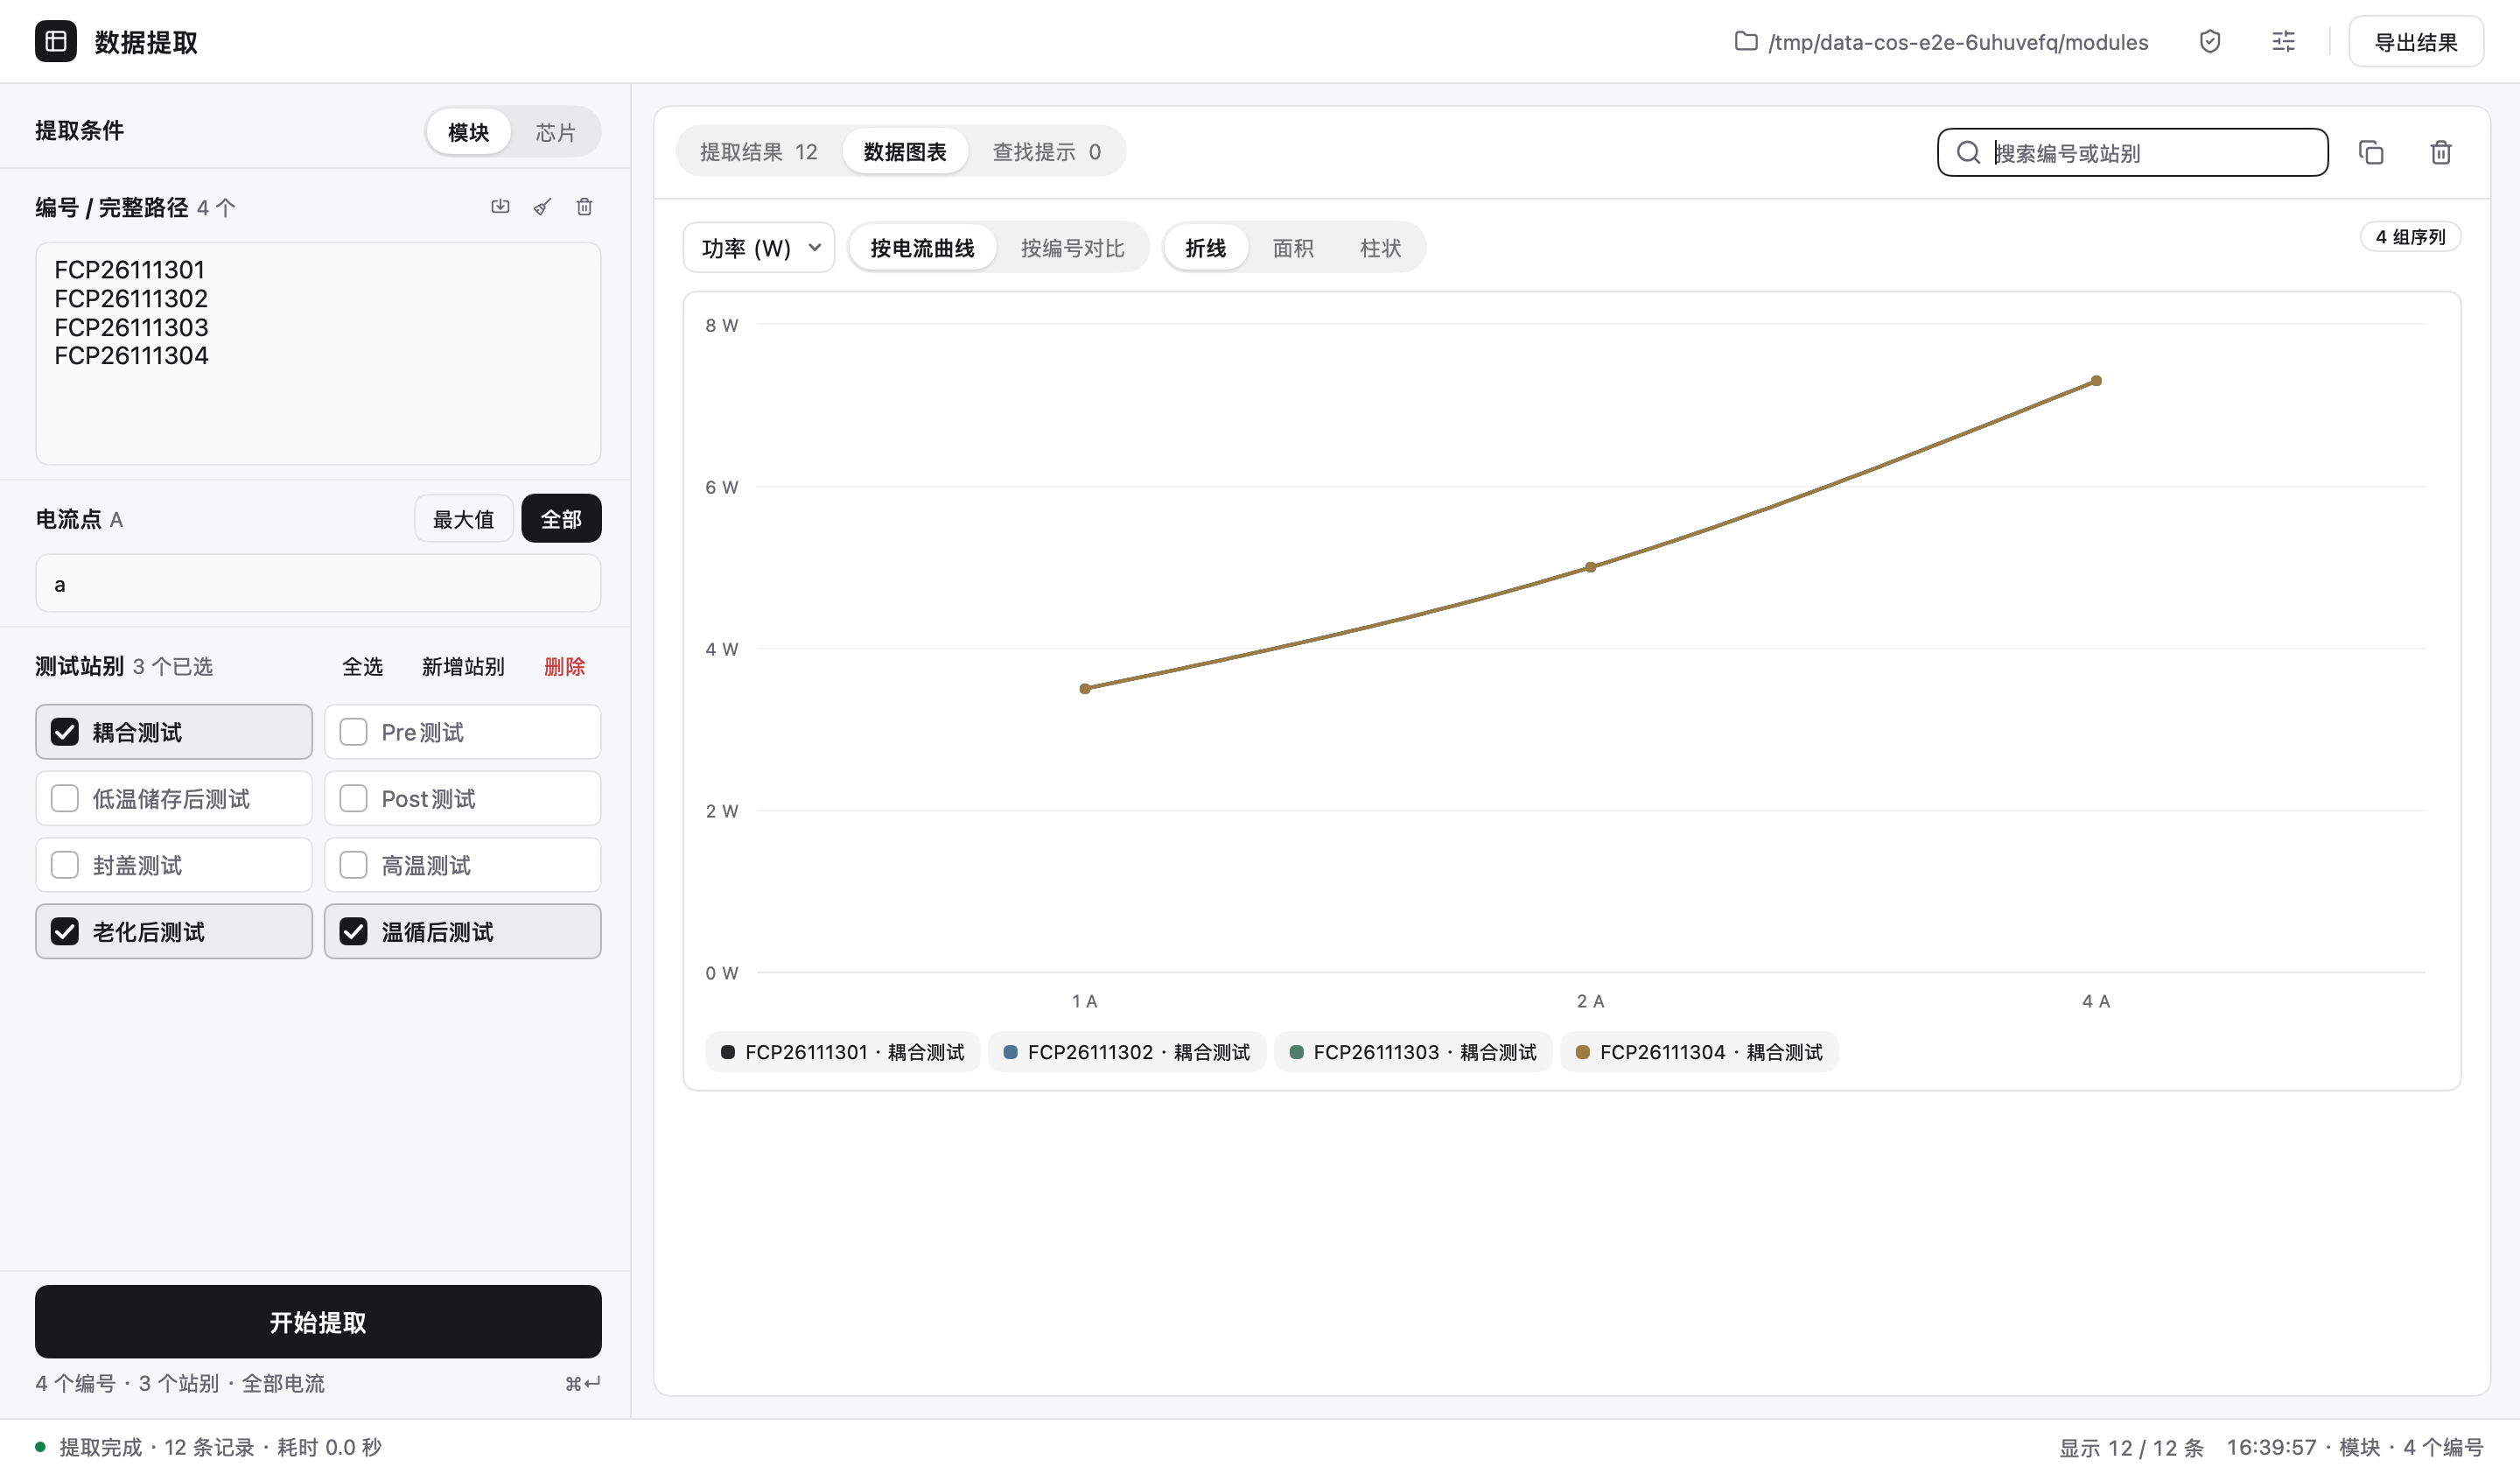 数据提取
/tmp/data-cos-e2e-6uhuvefq/modules
导出结果
提取条件
模块
芯片
编号 / 完整路径 4 个
FCP26111301
FCP26111302
FCP26111303
FCP26111304
电流点 A
最大值
全部
a
测试站别 3 个已选
全选
新增站别
删除
耦合测试
Pre测试
低温储存后测试
Post测试
封盖测试
高温测试
老化后测试
温循后测试
开始提取
4 个编号 · 3 个站别 · 全部电流
⌘↵
提取结果 12
数据图表
查找提示 0
搜索编号或站别
功率 (W)
按电流曲线
按编号对比
折线
面积
柱状
4 组序列
8 W
6 W
4 W
2 W
0 W
1 A
2 A
4 A
FCP26111301 · 耦合测试
FCP26111302 · 耦合测试
FCP26111303 · 耦合测试
FCP26111304 · 耦合测试
提取完成 · 12 条记录 · 耗时 0.0 秒
显示 12 / 12 条
16:39:57 · 模块 · 4 个编号